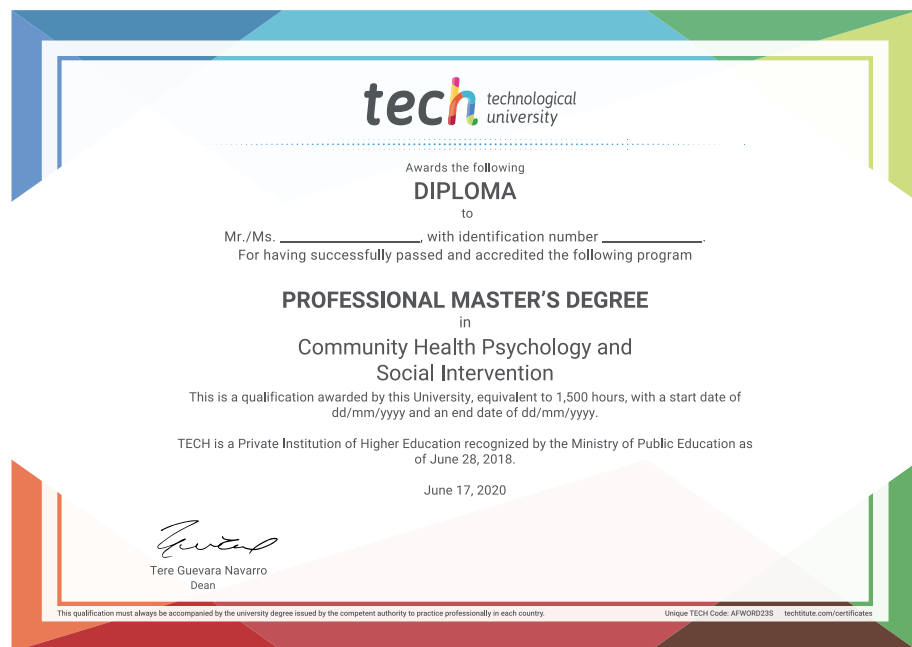 tech technological
university
Awards the following
DIPLOMA
to
Mr./Ms. ____________________, with identification number ______________.
For having successfully passed and accredited the following program
PROFESSIONAL MASTER'S DEGREE
in
Community Health Psychology and
Social Intervention
This is a qualification awarded by this University, equivalent to 1,500 hours, with a start date of
dd/mm/yyyy and an end date of dd/mm/yyyy.
TECH is a Private Institution of Higher Education recognized by the Ministry of Public Education as
of June 28, 2018.
June 17, 2020
Tere Guevara Navarro
Dean
This qualification must always be accompanied by the university degree issued by the competent authority to practice professionally in each country.
Unique TECH Code: AFWORD23S techtitute.com/certificates